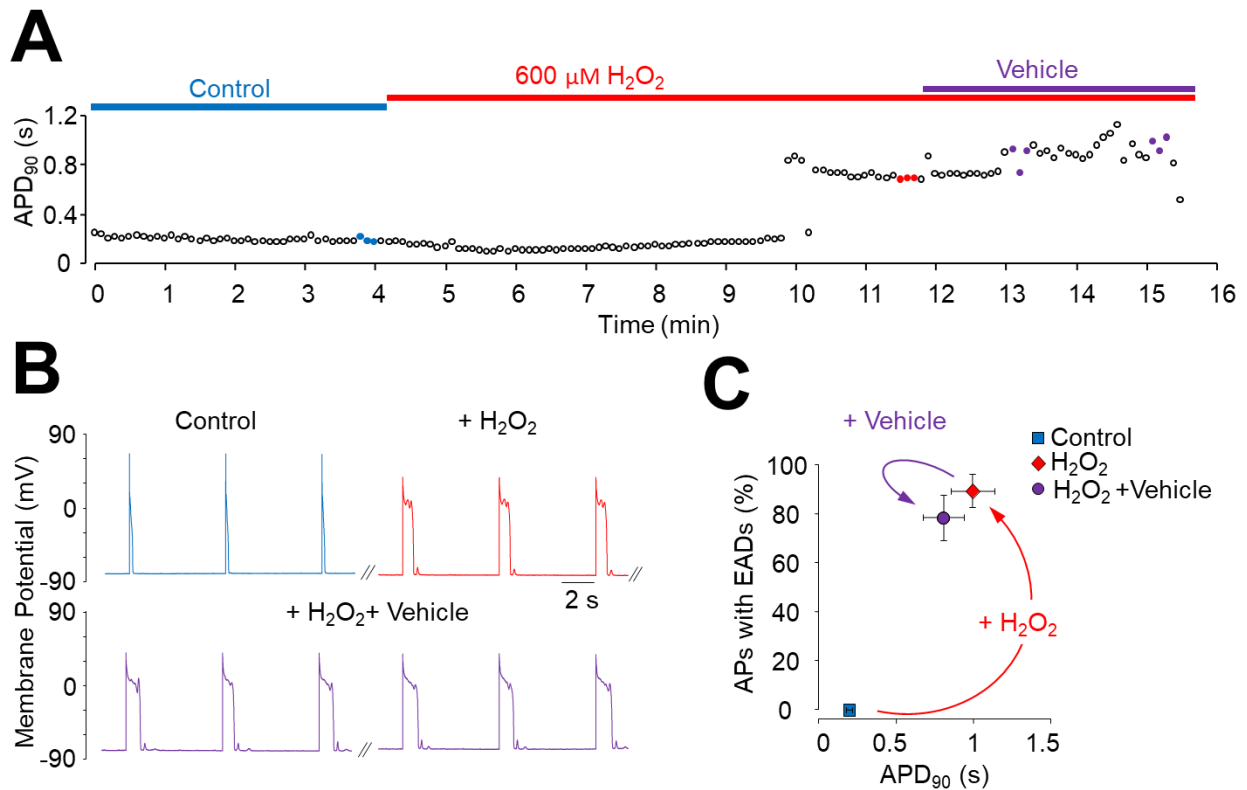 A
Control
600 μM H₂O₂
Vehicle
APD₉₀ (s)
1.2
0.8
0.4
0
0 1 2 3 4 5 6 7 8 9 10 11 12 13 14 15 16
Time (min)
B
Control
+ H₂O₂
Membrane Potential (mV)
90
0
-90
//
//
2 s
+ H₂O₂+ Vehicle
90
0
-90
//
C
+ Vehicle
Control
H₂O₂
H₂O₂ +Vehicle
APs with EADs (%)
100
80
60
40
20
0
+ H₂O₂
0 0.5 1 1.5
APD₉₀ (s)